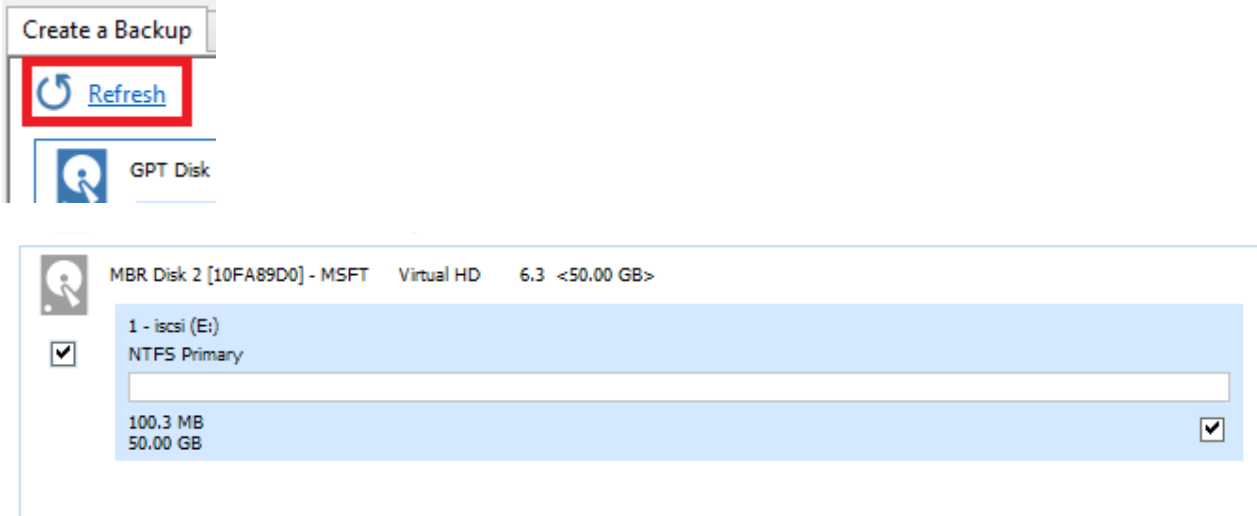 Create a Backup
Refresh
GPT Disk
MBR Disk 2 [10FA89D0] - MSFT Virtual HD 6.3 <50.00 GB>
1 - iscsi (E:)
NTFS Primary
100.3 MB
50.00 GB